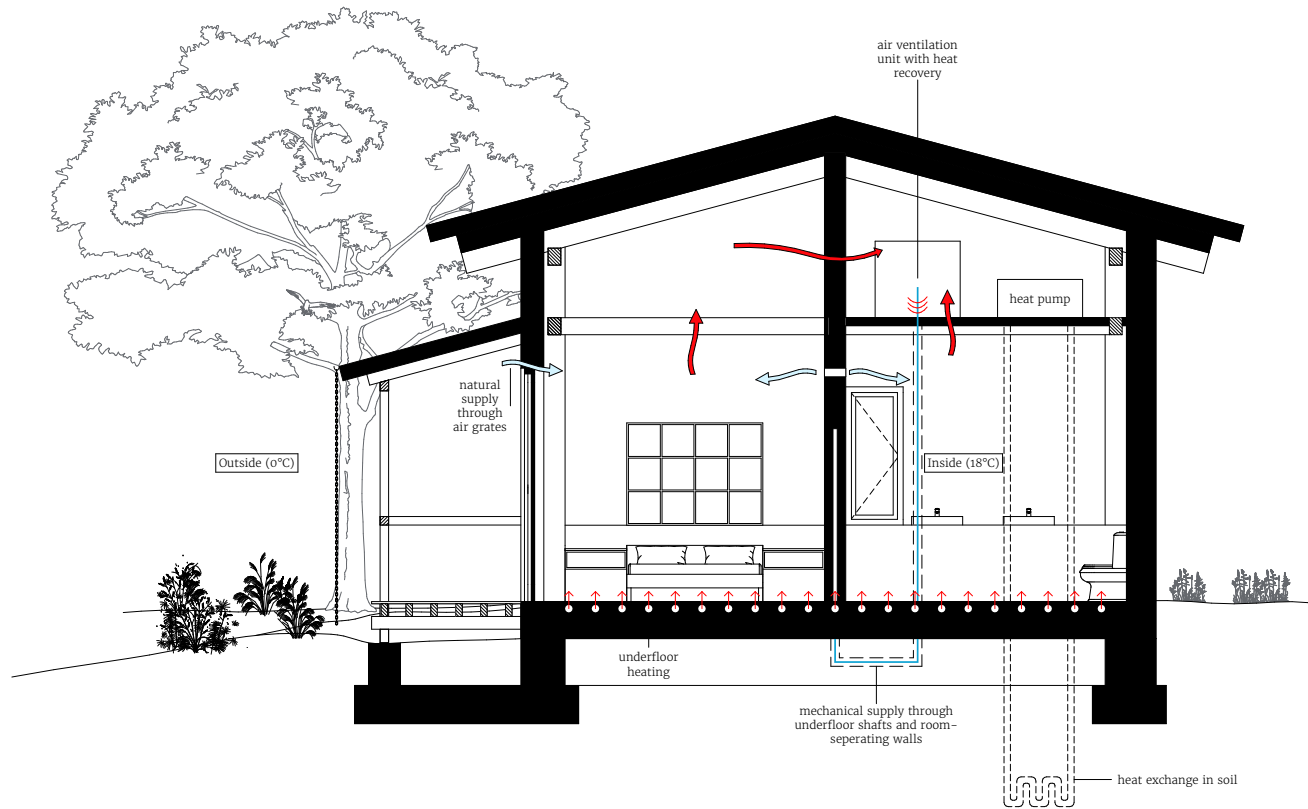 air ventilation
unit with heat
recovery
heat pump
natural
supply
through
air grates
Outside (0°C)
Inside (18°C)
underfloor
heating
mechanical supply through
underfloor shafts and room-
seperating walls
heat exchange in soil